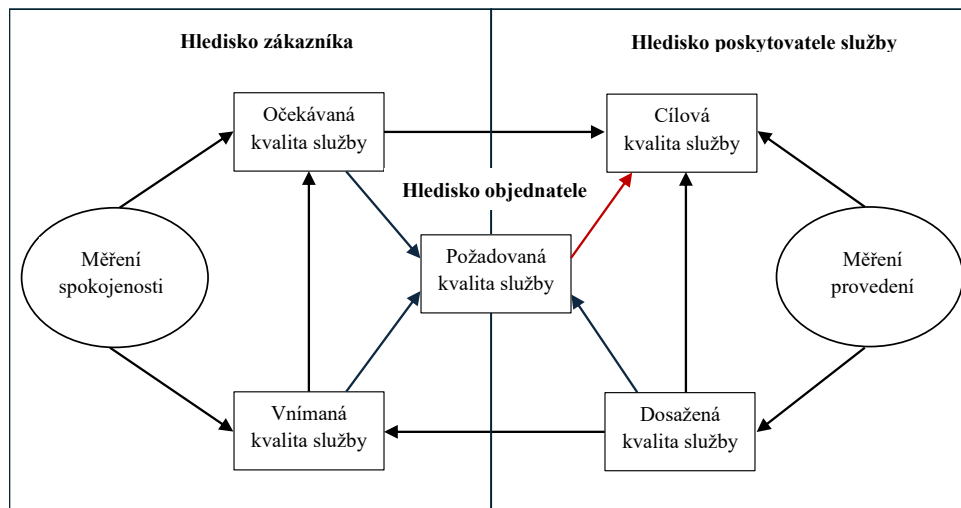 Hledisko zákazníka
Hledisko poskytovatele služby
Očekávaná
kvalita služby
Cílová
kvalita služby
Hledisko objednatele
Měření
spokojenosti
Požadovaná
kvalita služby
Měření
provedení
Vnímaná
kvalita služby
Dosažená
kvalita služby